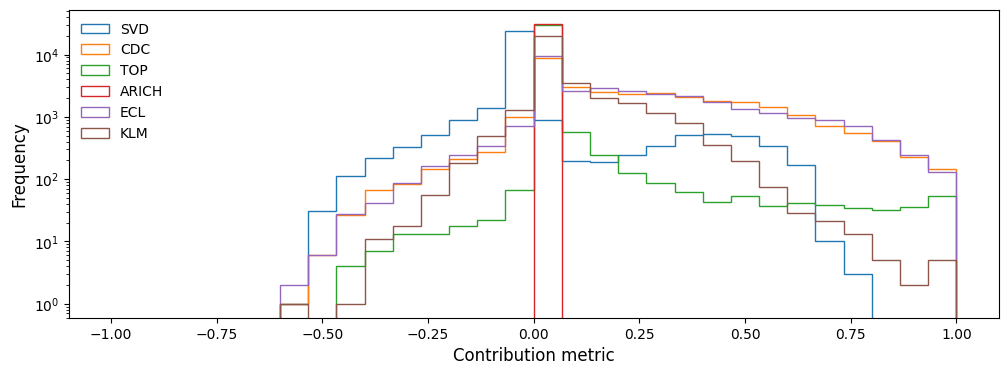 SVD
CDC
TOP
ARICH
ECL
KLM
Frequency
10⁴
10³
10²
10¹
10⁰
−1.00 −0.75 −0.50 −0.25 0.00 0.25 0.50 0.75 1.00
Contribution metric